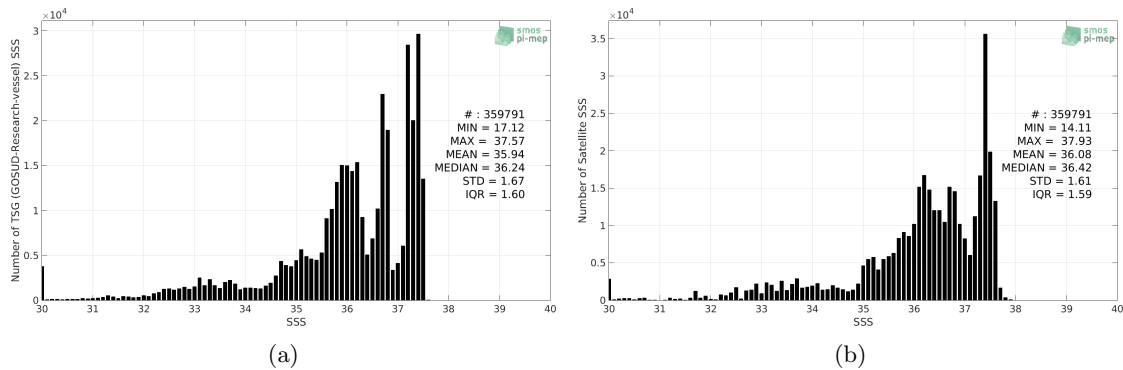 ×10⁴
3
2.5
2
1.5
1
0.5
0
30 31 32 33 34 35 36 37 38 39 40
SSS
Number of TSG (GOSUD-Research-vessel) SSS
smos
pi-mep
# : 359791
MIN = 17.12
MAX = 37.57
MEAN = 35.94
MEDIAN = 36.24
STD = 1.67
IQR = 1.60
(a)
×10⁴
3.5
3
2.5
2
1.5
1
0.5
0
30 31 32 33 34 35 36 37 38 39 40
SSS
Number of Satellite SSS
smos
pi-mep
# : 359791
MIN = 14.11
MAX = 37.93
MEAN = 36.08
MEDIAN = 36.42
STD = 1.61
IQR = 1.59
(b)